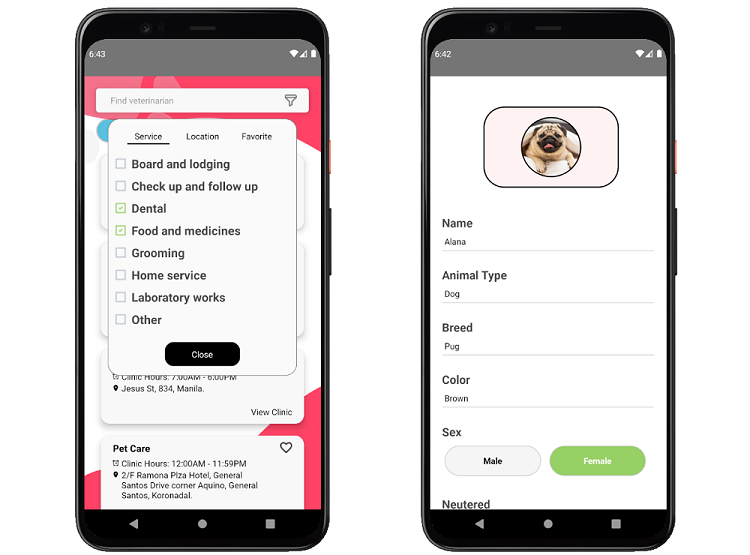 6:43
Find veterinarian
Service Location Favorite
Board and lodging
Check up and follow up
Dental
Food and medicines
Grooming
Home service
Laboratory works
Other
Close
Clinic Hours: 7:00AM - 6:00PM
Jesus St, 834, Manila.
View Clinic
Pet Care
Clinic Hours: 12:00AM - 11:59PM
2/F Ramona Plza Hotel, General
Santos Drive corner Aquino, General
Santos, Koronadal.
6:42
Name
Alana
Animal Type
Dog
Breed
Pug
Color
Brown
Sex
Male Female
Neutered